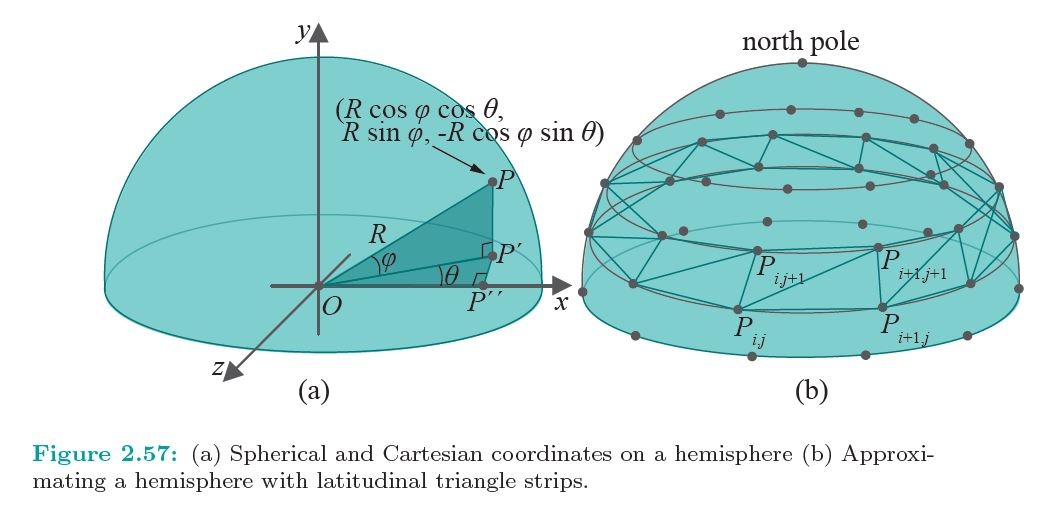 y
(R cos φ cos θ,
R sin φ, -R cos φ sin θ)
P
R
φ
P′
θ
O
P′′
x
z
(a)
north pole
P i,j+1
P i+1,j+1
P i,j
P i+1,j
(b)
Figure 2.57: (a) Spherical and Cartesian coordinates on a hemisphere (b) Approxi-
mating a hemisphere with latitudinal triangle strips.